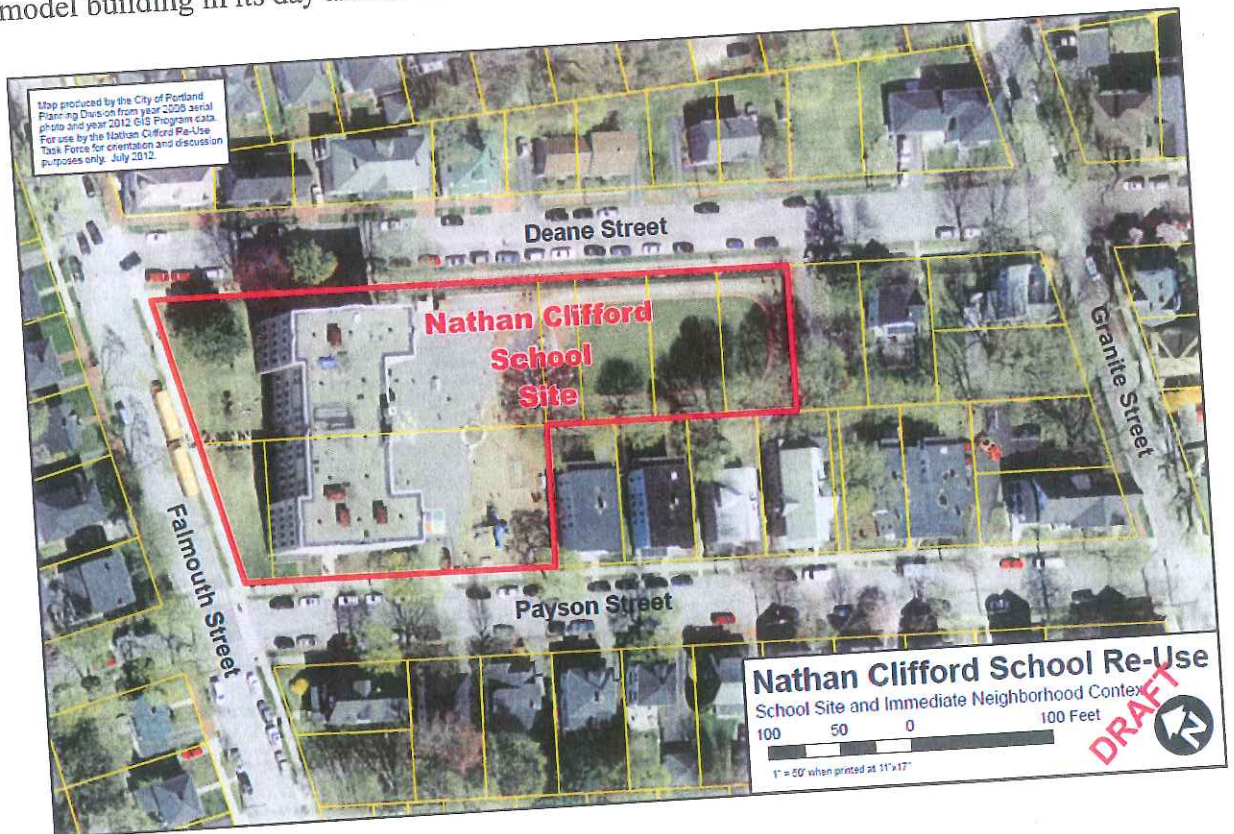 model building in its day
Map produced by the City of Portland
Planning Division from year 2006 aerial
photo and year 2012 GIS Program data.
For use by the Nathan Clifford Re-Use
Task Force for orientation and discussion
purposes only. July 2012.
Deane Street
Nathan Clifford
School
Site
Granite Street
Falmouth Street
Payson Street
Nathan Clifford School Re-Use
School Site and Immediate Neighborhood Contex
100 50 0 100 Feet
1" = 50' when printed at 11"x17"
DRAFT
N